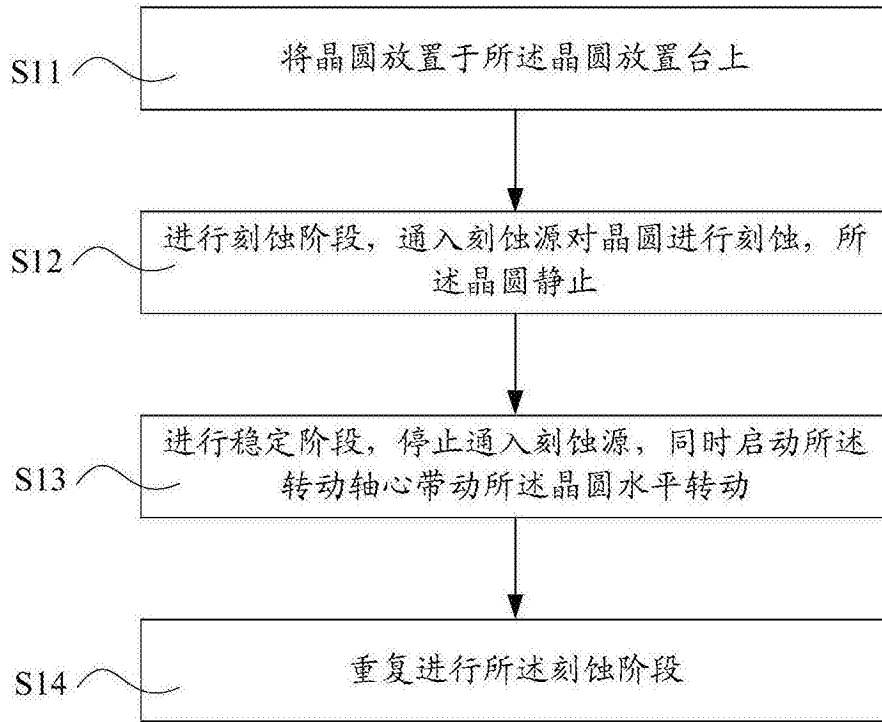 S11
将晶圆放置于所述晶圆放置台上
S12
进行刻蚀阶段，通入刻蚀源对晶圆进行刻蚀，所
述晶圆静止
S13
进行稳定阶段，停止通入刻蚀源，同时启动所述
转动轴心带动所述晶圆水平转动
S14
重复进行所述刻蚀阶段